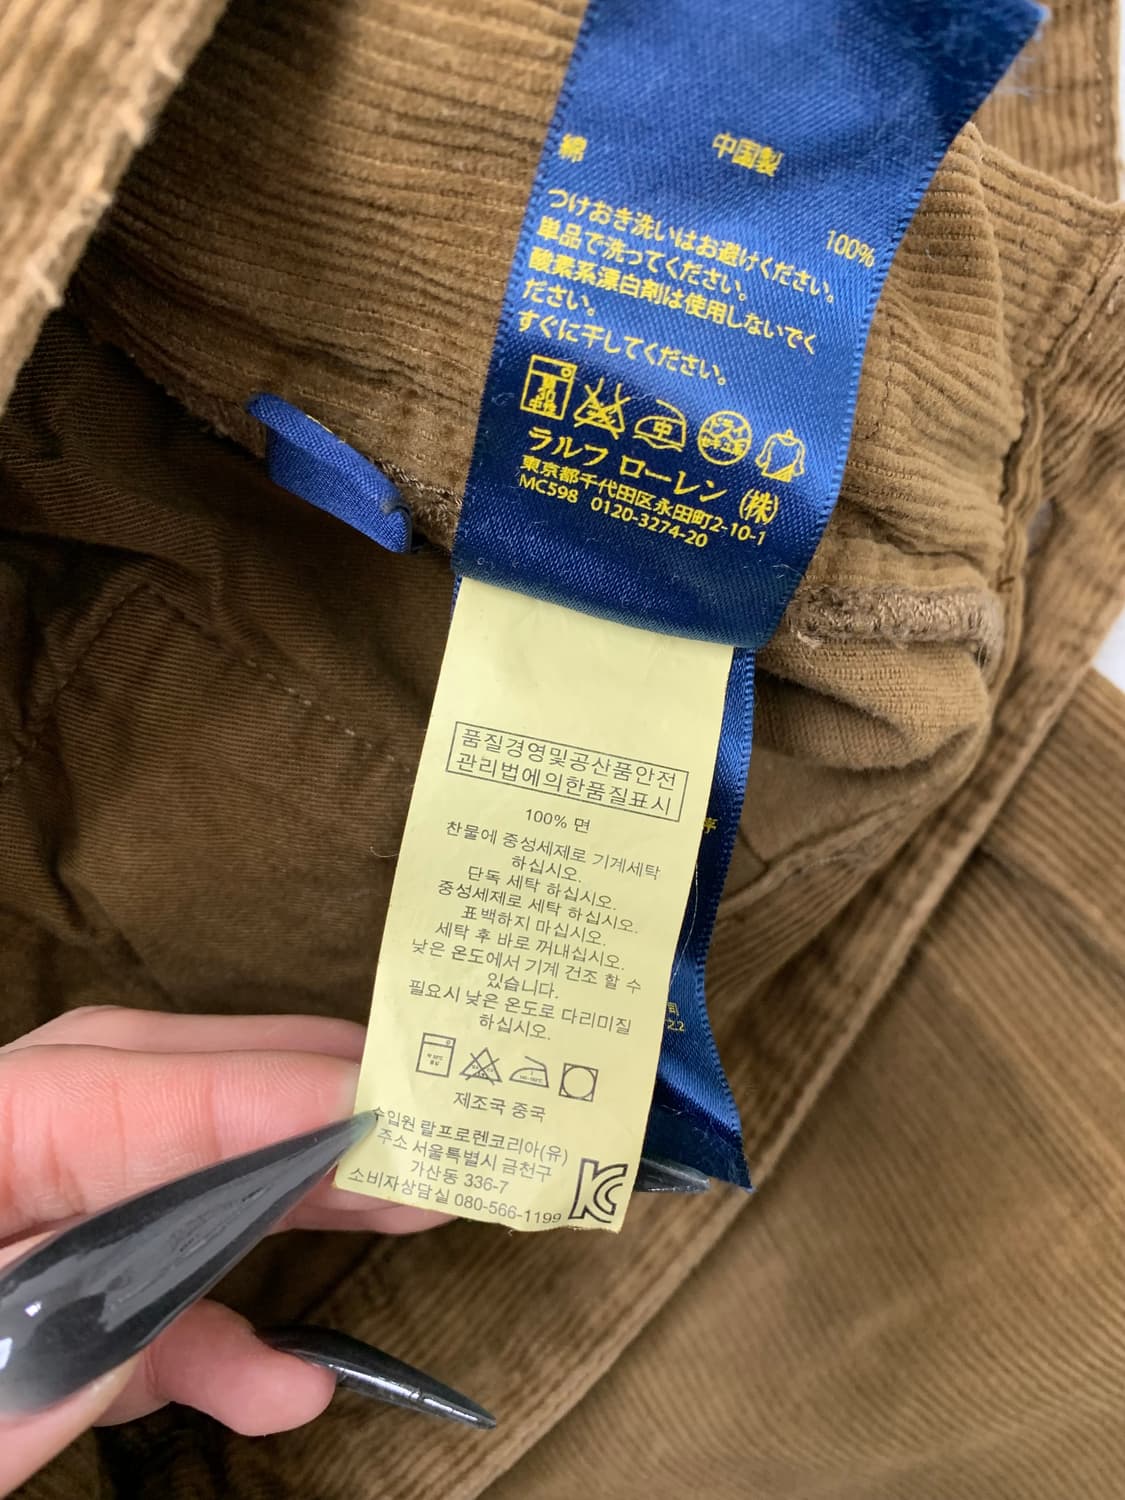 中国製
綿 100%
つけおき洗いはお避けください。
単品で洗ってください。
酸素系漂白剤は使用しないでく
ださい。
すぐに干してください。
中
ドライ
セキユ系
ラルフ ローレン (株)
東京都千代田区永田町2-10-1
MC598 0120-3274-20
품질경영및공산품안전
관리법에의한품질표시
100% 면
찬물에 중성세제로 기계세탁
하십시오.
단독 세탁 하십시오.
중성세제로 세탁 하십시오.
표백하지 마십시오.
세탁 후 바로 꺼내십시오.
낮은 온도에서 기계 건조 할 수
있습니다.
필요시 낮은 온도로 다리미질
하십시오.
제조국 중국
수입원 랄프로렌코리아(유)
주소 서울특별시 금천구
가산동 336-7
소비자상담실 080-566-1199